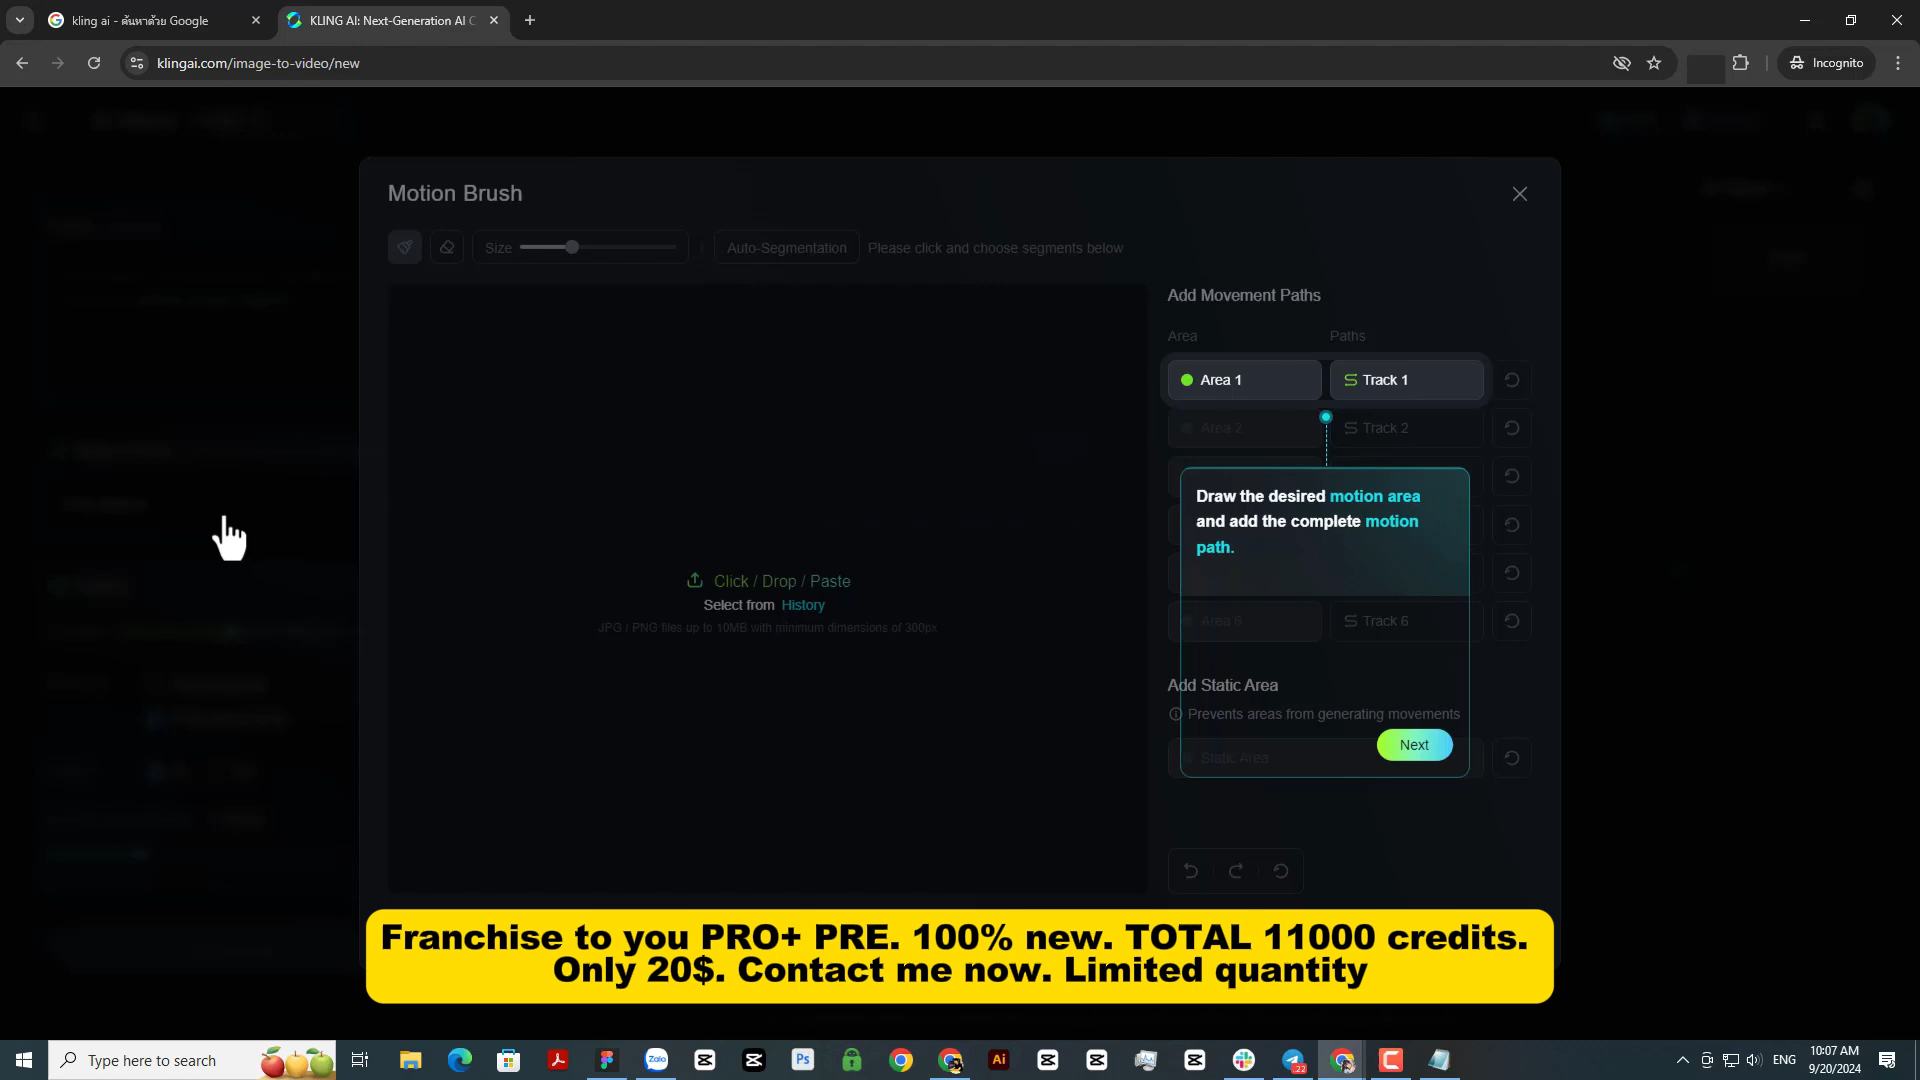 kling ai - ค้นหาด้วย Google
KLING AI: Next-Generation AI C
klingai.com/image-to-video/new
Incognito
Motion Brush
Size
Auto-Segmentation
Please click and choose segments below
Add Movement Paths
Area
Paths
Area 1
Track 1
Area 2
Track 2
Draw the desired motion area
and add the complete motion
path.
Click / Drop / Paste
Select from History
JPG / PNG files up to 10MB with minimum dimensions of 300px
Area 6
Track 6
Add Static Area
Prevents areas from generating movements
Next
Static Area
Franchise to you PRO+ PRE. 100% new. TOTAL 11000 credits.
Only 20$. Contact me now. Limited quantity
Type here to search
Zalo
Ps
Ai
22
ENG
10:07 AM
9/20/2024